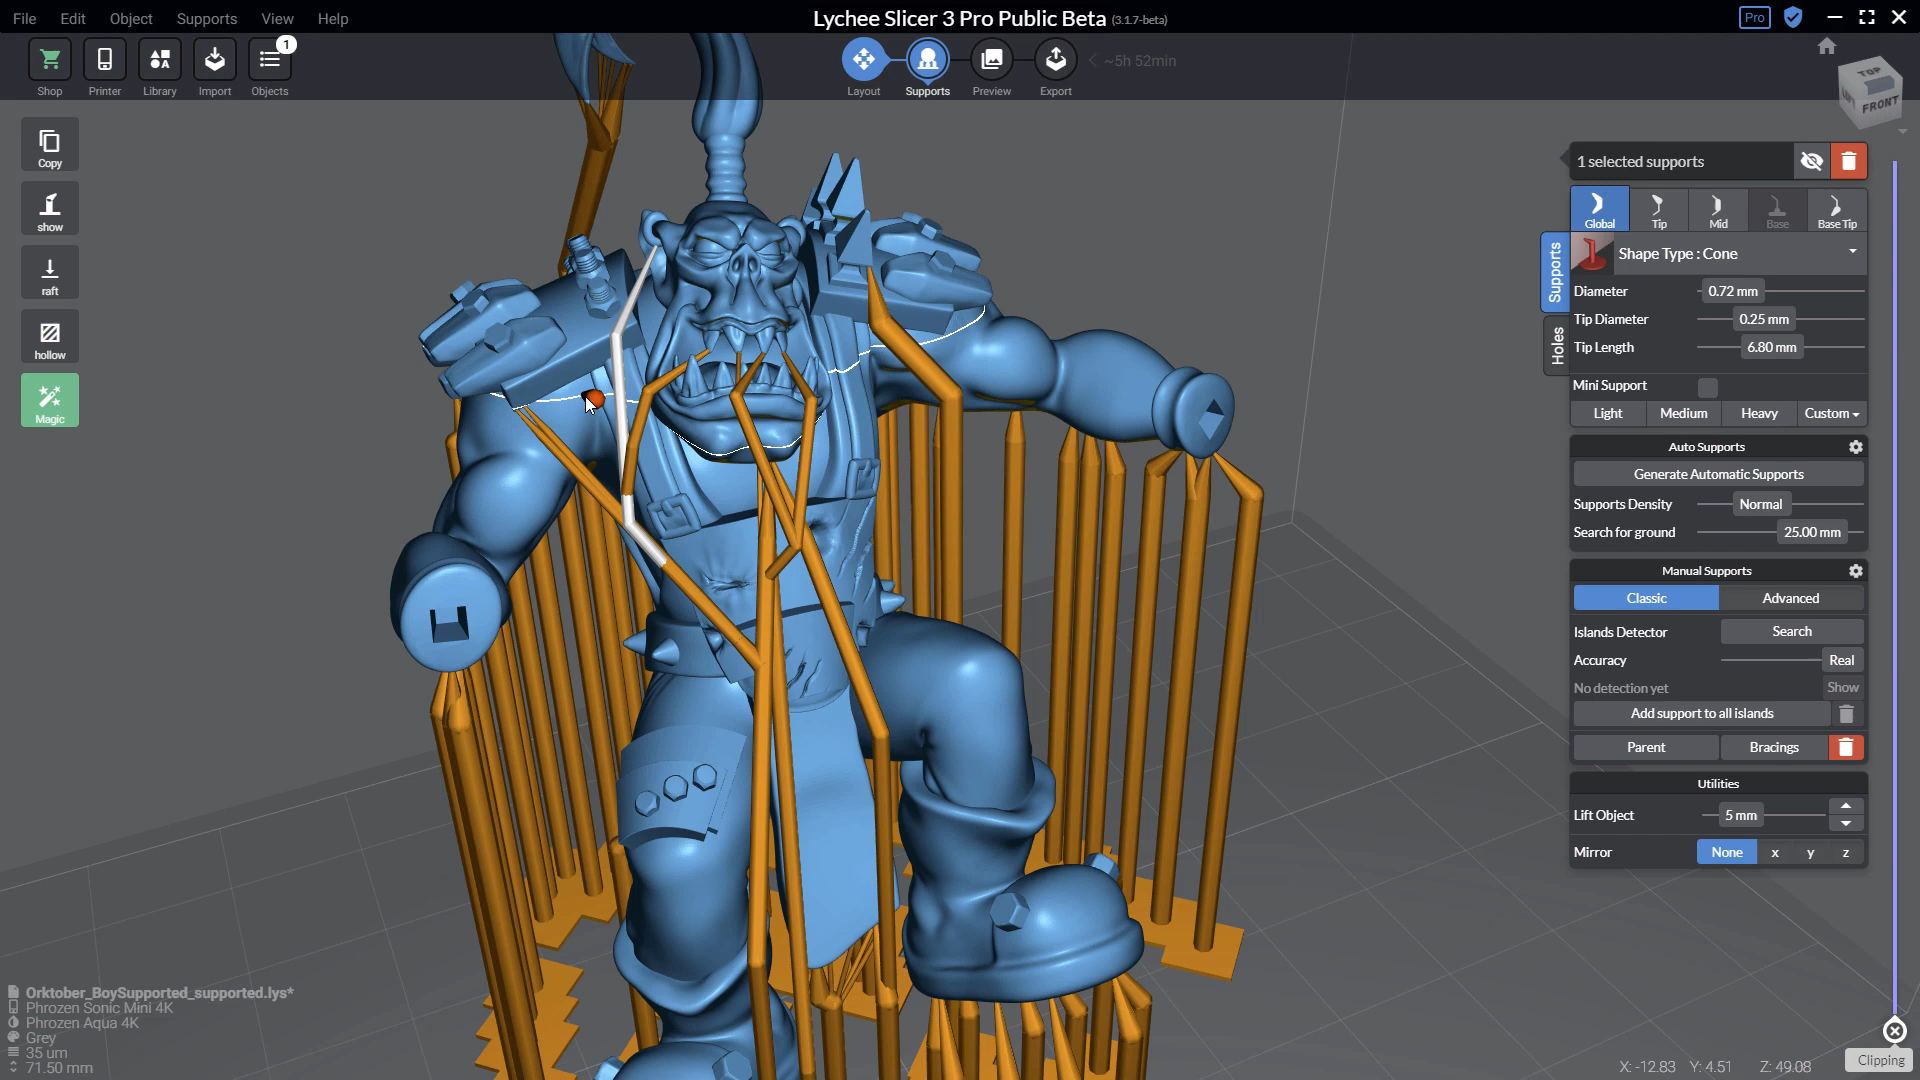 File Edit Object Supports View Help
Lychee Slicer 3 Pro Public Beta (3.1.7-beta)
Pro
Shop Printer Library Import Objects
1
Layout Supports Preview Export
~5h 52min
TOP
FRONT
Copy
show
raft
hollow
Magic
1 selected supports
Global Tip Mid Base Base Tip
Supports
Holes
Shape Type : Cone
Diameter 0.72 mm
Tip Diameter 0.25 mm
Tip Length 6.80 mm
Mini Support
Light Medium Heavy Custom
Auto Supports
Generate Automatic Supports
Supports Density Normal
Search for ground 25.00 mm
Manual Supports
Classic Advanced
Islands Detector Search
Accuracy Real
No detection yet Show
Add support to all islands
Parent Bracings
Utilities
Lift Object 5 mm
Mirror None x y z
Orktober_BoySupported_supported.lys*
Phrozen Sonic Mini 4K
Phrozen Aqua 4K
Grey
35 um
71.50 mm
X: -12.83 Y: 4.51 Z: 49.08
Clipping